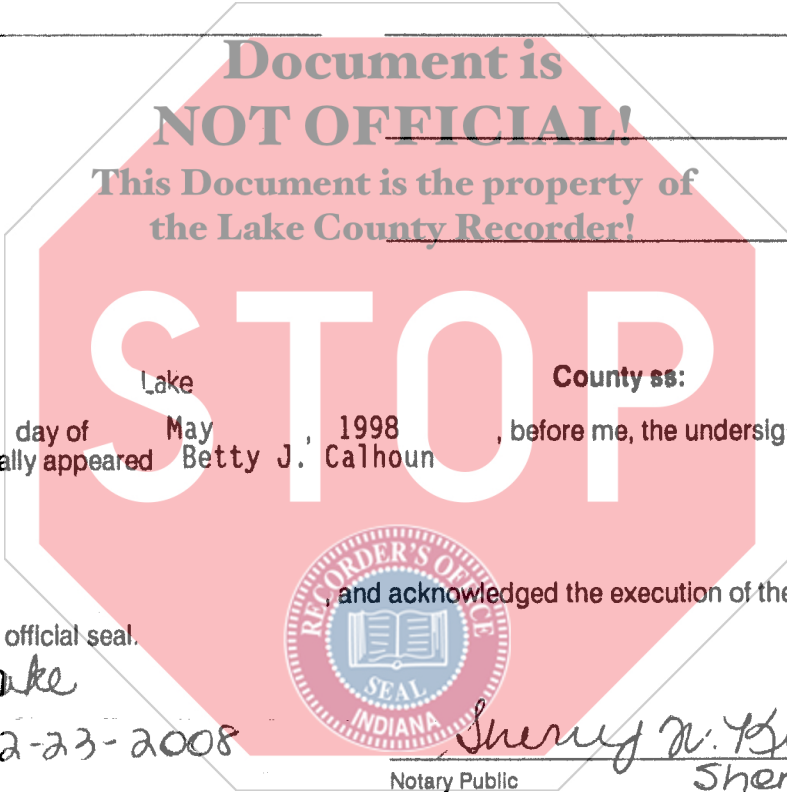 Document is
NOT OFFICIAL!
This Document is the property of
the Lake County Recorder!
STOP
Lake County ss:
day of May , 1998 , before me, the undersig
ally appeared Betty J. Calhoun
RECORDER'S OFFICE
, and acknowledged the execution of the
official seal.
SEAL
INDIANA
2-23-2008
Sherry N.
Notary Public
Sher